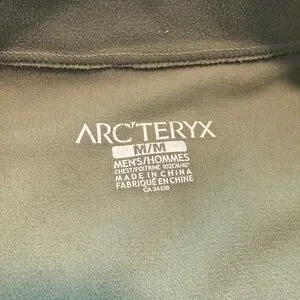 ARC'TERYX
M/M
MEN'S/HOMMES
CHEST/POITRINE 102CM/40"
MADE IN CHINA
FABRIQUÉ EN CHINE
CA 34438